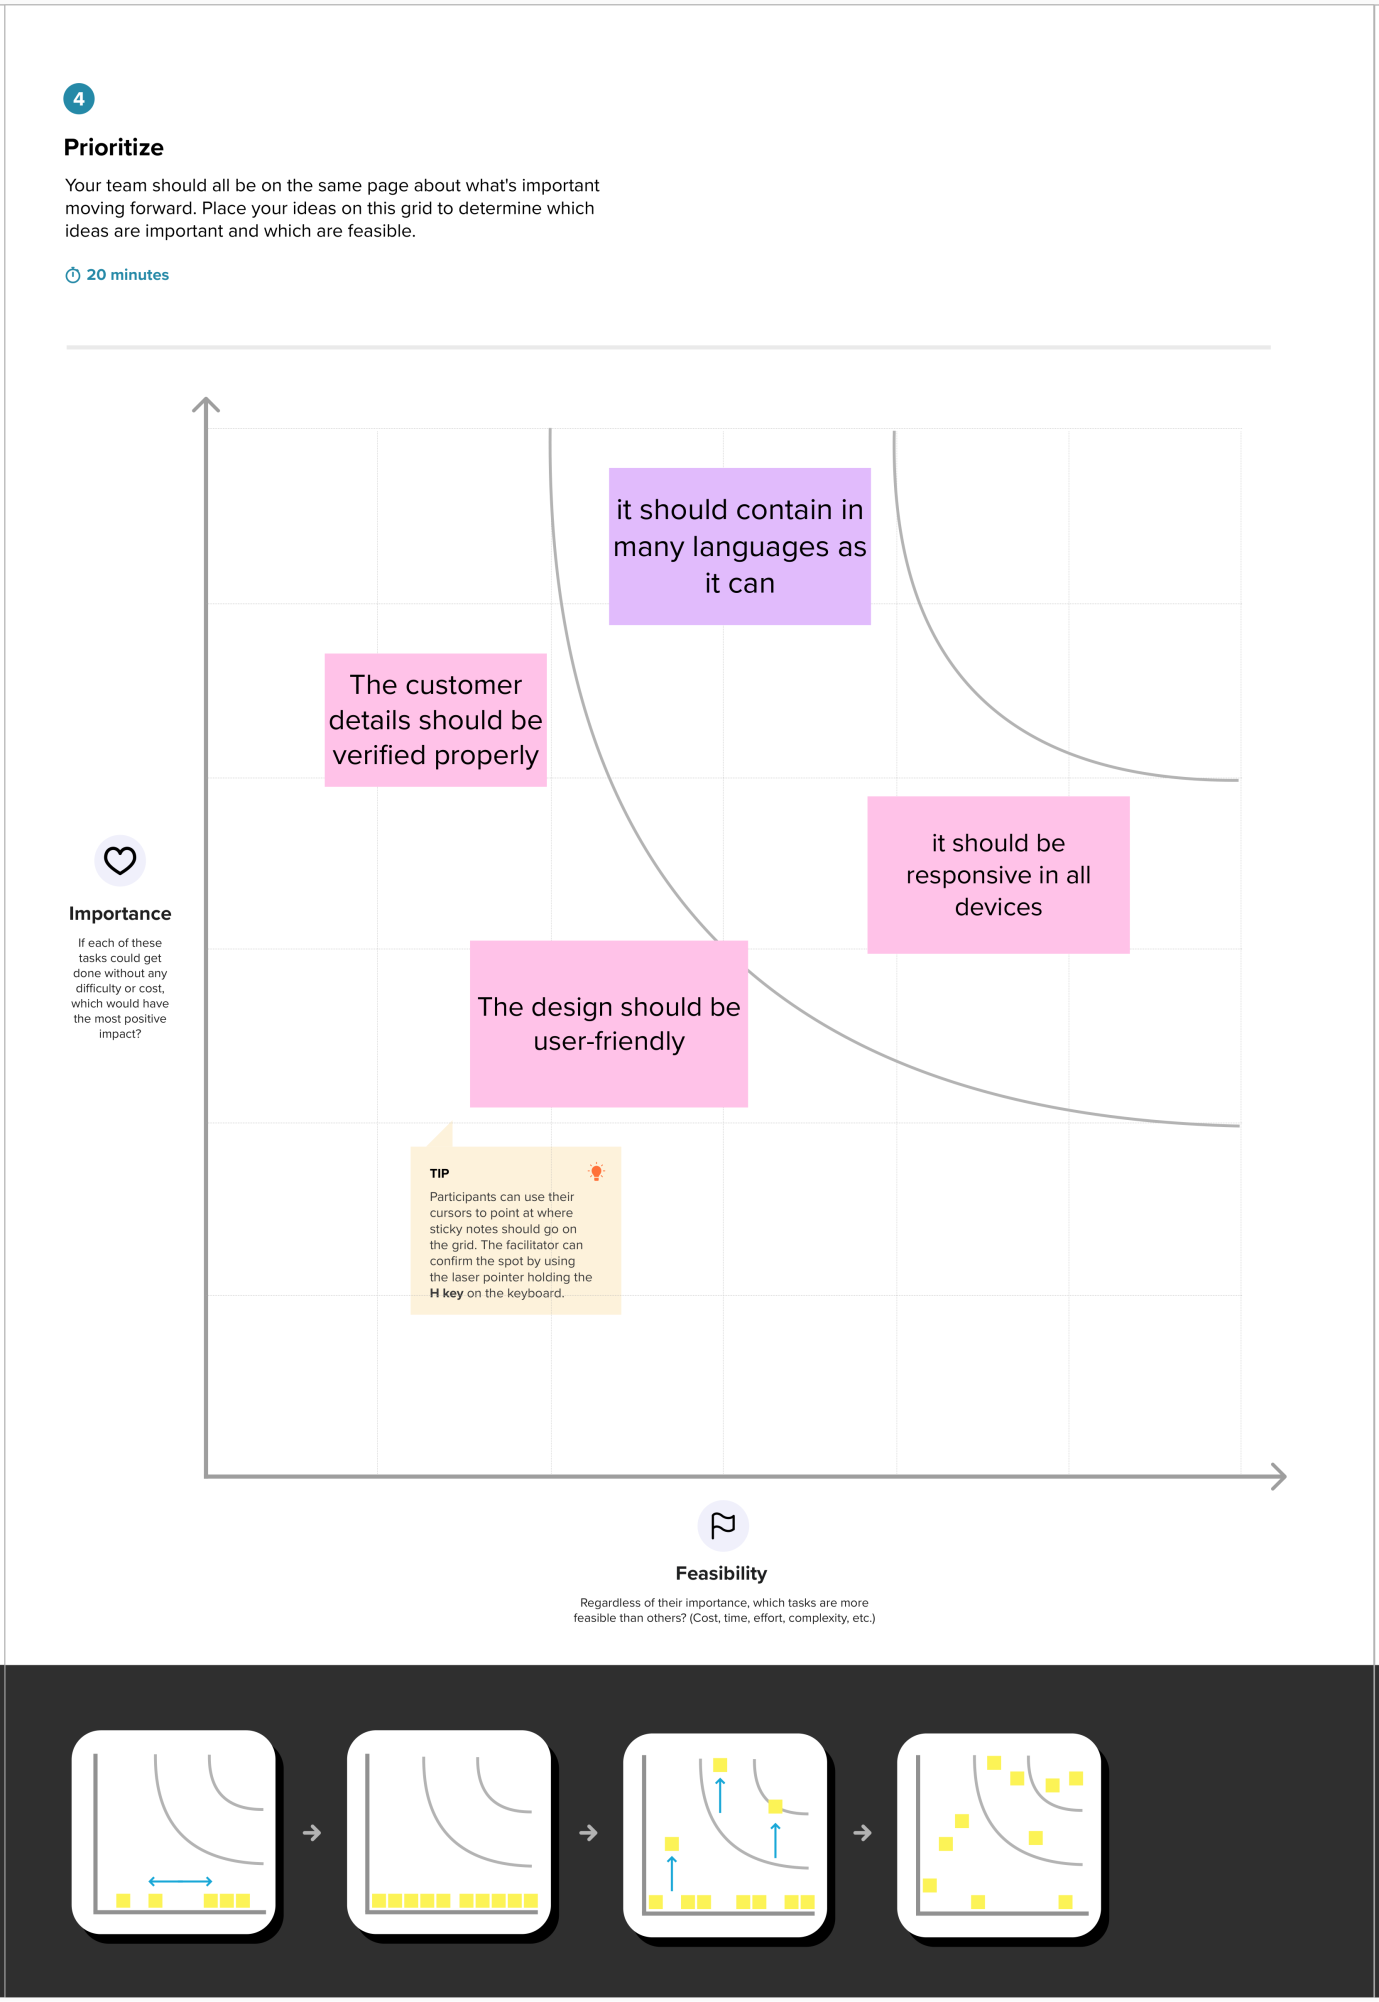 4
Prioritize
Your team should all be on the same page about what's important
moving forward. Place your ideas on this grid to determine which
ideas are important and which are feasible.
20 minutes
it should contain in
many languages as
it can
The customer
details should be
verified properly
it should be
responsive in all
devices
Importance
If each of these
tasks could get
done without any
difficulty or cost,
which would have
the most positive
impact?
The design should be
user-friendly
TIP
Participants can use their
cursors to point at where
sticky notes should go on
the grid. The facilitator can
confirm the spot by using
the laser pointer holding the
H key on the keyboard.
Feasibility
Regardless of their importance, which tasks are more
feasible than others? (Cost, time, effort, complexity, etc.)